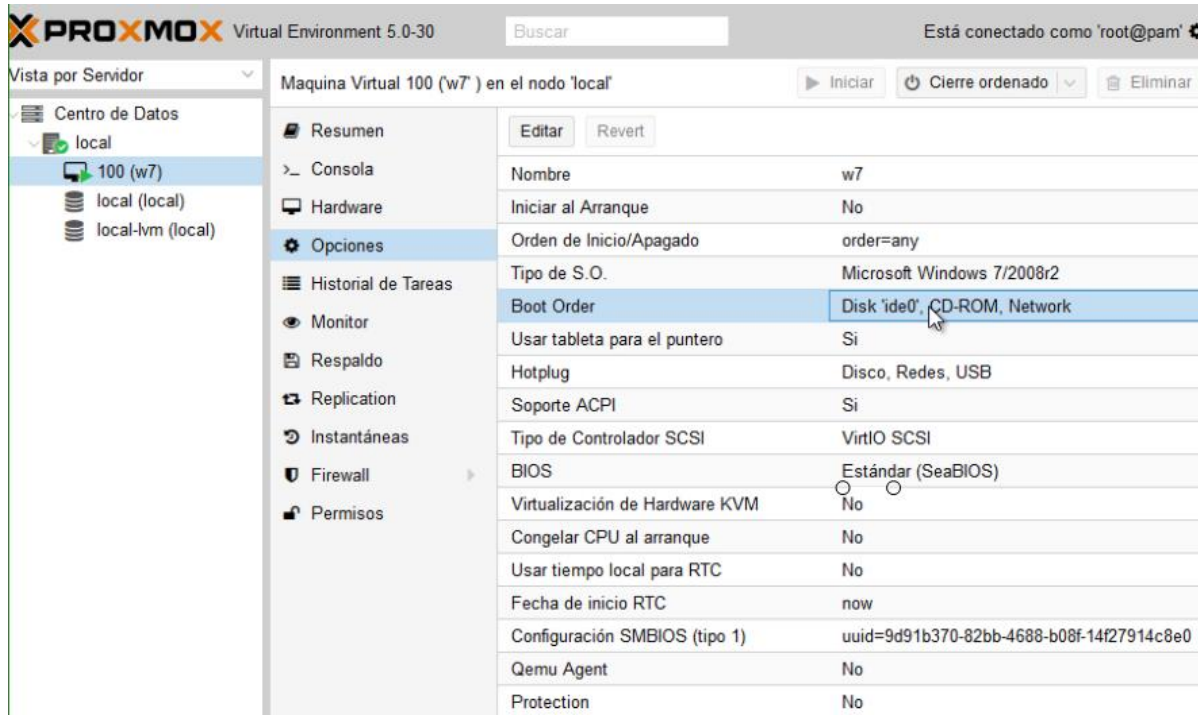 PROXMOX Virtual Environment 5.0-30 Buscar Está conectado como 'root@pam'
Vista por Servidor
Centro de Datos
local
100 (w7)
local (local)
local-lvm (local)
Maquina Virtual 100 ('w7' ) en el nodo 'local' Iniciar Cierre ordenado Eliminar
Resumen
Consola
Hardware
Opciones
Historial de Tareas
Monitor
Respaldo
Replication
Instantáneas
Firewall
Permisos
Editar Revert
Nombre w7
Iniciar al Arranque No
Orden de Inicio/Apagado order=any
Tipo de S.O. Microsoft Windows 7/2008r2
Boot Order Disk 'ide0', CD-ROM, Network
Usar tableta para el puntero Si
Hotplug Disco, Redes, USB
Soporte ACPI Si
Tipo de Controlador SCSI VirtIO SCSI
BIOS Estándar (SeaBIOS)
Virtualización de Hardware KVM No
Congelar CPU al arranque No
Usar tiempo local para RTC No
Fecha de inicio RTC now
Configuración SMBIOS (tipo 1) uuid=9d91b370-82bb-4688-b08f-14f27914c8e0
Qemu Agent No
Protection No